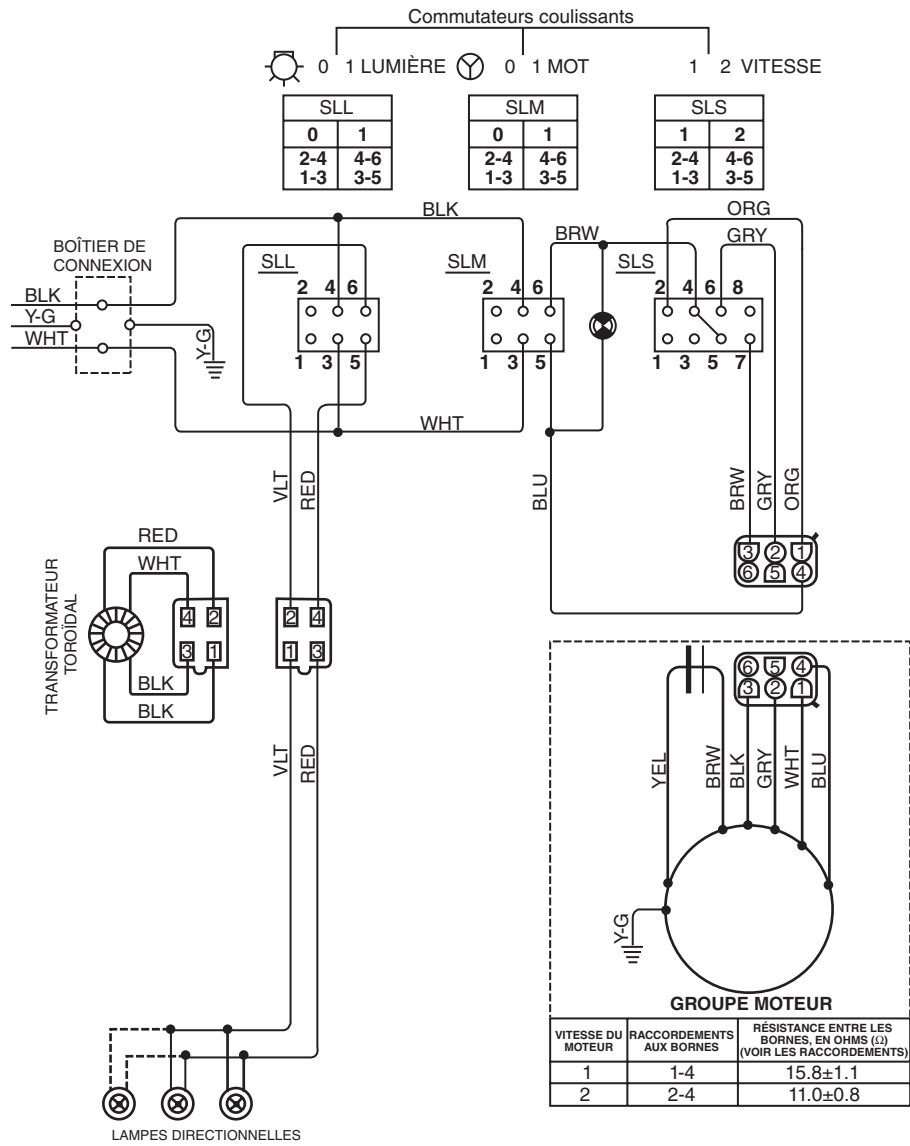 Commutateurs coulissants
0 1 LUMIÈRE 0 1 MOT 1 2 VITESSE
SLL SLM SLS
0 1 0 1 1 2
2-4 4-6 2-4 4-6 2-4 4-6
1-3 3-5 1-3 3-5 1-3 3-5
BLK ORG
BRW GRY
BOÎTIER DE
CONNEXION
SLL SLM SLS
2 4 6 2 4 6 2 4 6 8
BLK
Y-G
WHT
Y-G
1 3 5 1 3 5 1 3 5 7
WHT
VLT
RED
BLU
BRW
GRY
ORG
RED
WHT
3 2 1
6 5 4
TRANSFORMATEUR
TOROÏDAL
4 2
3 1
2 4
1 3
BLK
BLK
VLT
RED
6 5 4
3 2 1
YEL
BRW
BLK
GRY
WHT
BLU
Y-G
GROUPE MOTEUR
VITESSE DU
MOTEUR
RACCORDEMENTS
AUX BORNES
RÉSISTANCE ENTRE LES
BORNES, EN OHMS (Ω)
(VOIR LES RACCORDEMENTS)
1 1-4 15.8±1.1
2 2-4 11.0±0.8
LAMPES DIRECTIONNELLES